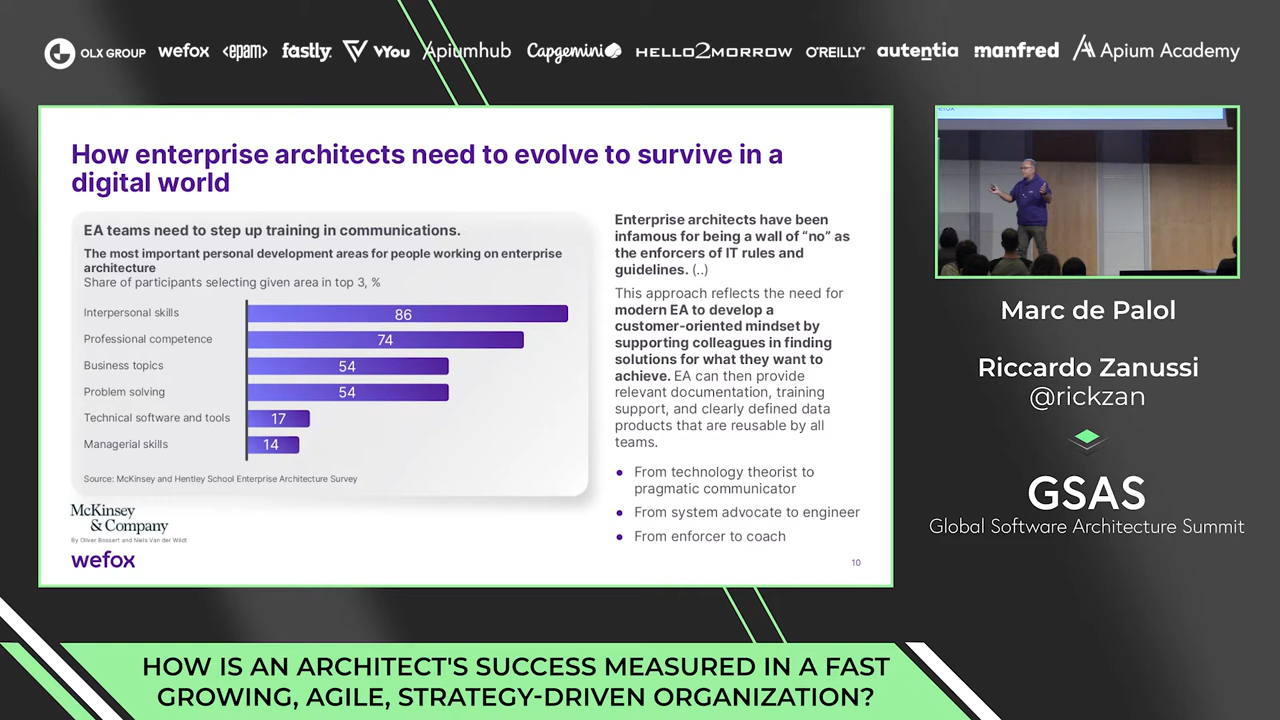 OLX GROUP wefox <epam> fastly. VYou Apiumhub Capgemini HELLO2MORROW O'REILLY autentia manfred Apium Academy
How enterprise architects need to evolve to survive in a
digital world
EA teams need to step up training in communications.
The most important personal development areas for people working on enterprise
architecture
Share of participants selecting given area in top 3, %
Interpersonal skills 86
Professional competence 74
Business topics 54
Problem solving 54
Technical software and tools 17
Managerial skills 14
Source: McKinsey and Hentley School Enterprise Architecture Survey
McKinsey
& Company
By Oliver Bossert and Niels Van der Wildt
wefox
Enterprise architects have been
infamous for being a wall of “no” as
the enforcers of IT rules and
guidelines. (..)
This approach reflects the need for
modern EA to develop a
customer-oriented mindset by
supporting colleagues in finding
solutions for what they want to
achieve. EA can then provide
relevant documentation, training
support, and clearly defined data
products that are reusable by all
teams.
• From technology theorist to
pragmatic communicator
• From system advocate to engineer
• From enforcer to coach
10
Marc de Palol
Riccardo Zanussi
@rickzan
GSAS
Global Software Architecture Summit
HOW IS AN ARCHITECT'S SUCCESS MEASURED IN A FAST
GROWING, AGILE, STRATEGY-DRIVEN ORGANIZATION?